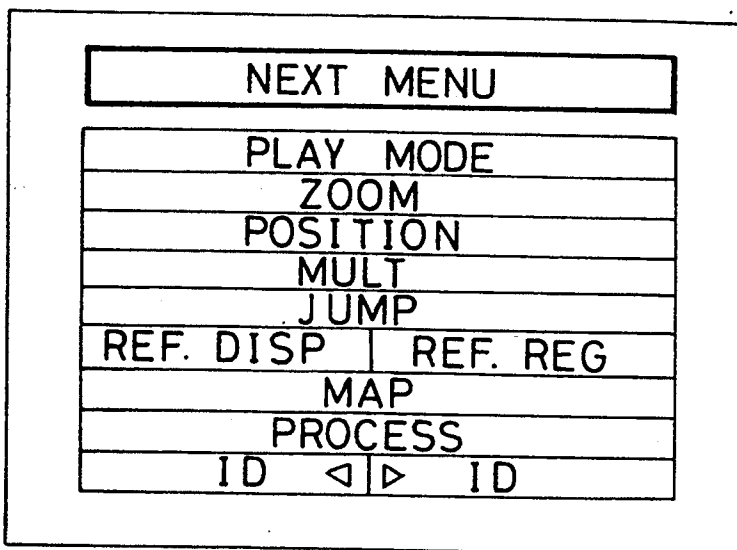 NEXT MENU
PLAY MODE
ZOOM
POSITION
MULT
JUMP
REF. DISP REF. REG
MAP
PROCESS
ID ◁ ▷ ID